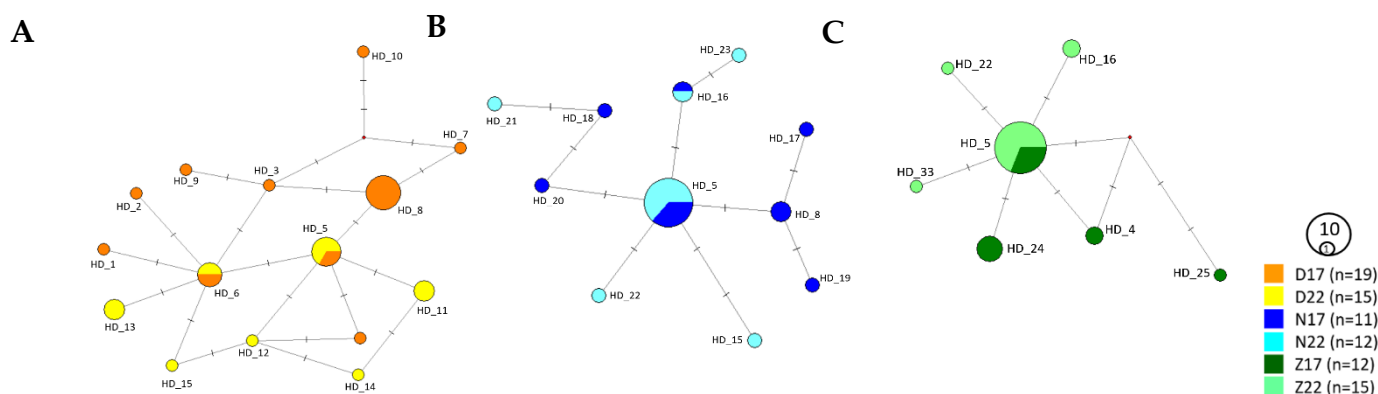 A
HD_10
HD_7
HD_3
HD_9
HD_8
HD_2
HD_5
HD_1
HD_6
HD_11
HD_13
HD_12
HD_15
HD_14
B
HD_23
HD_16
HD_21
HD_18
HD_17
HD_5
HD_20
HD_8
HD_19
HD_22
HD_15
C
HD_16
HD_22
HD_5
HD_33
HD_4
HD_24
HD_25
10
1
D17 (n=19)
D22 (n=15)
N17 (n=11)
N22 (n=12)
Z17 (n=12)
Z22 (n=15)